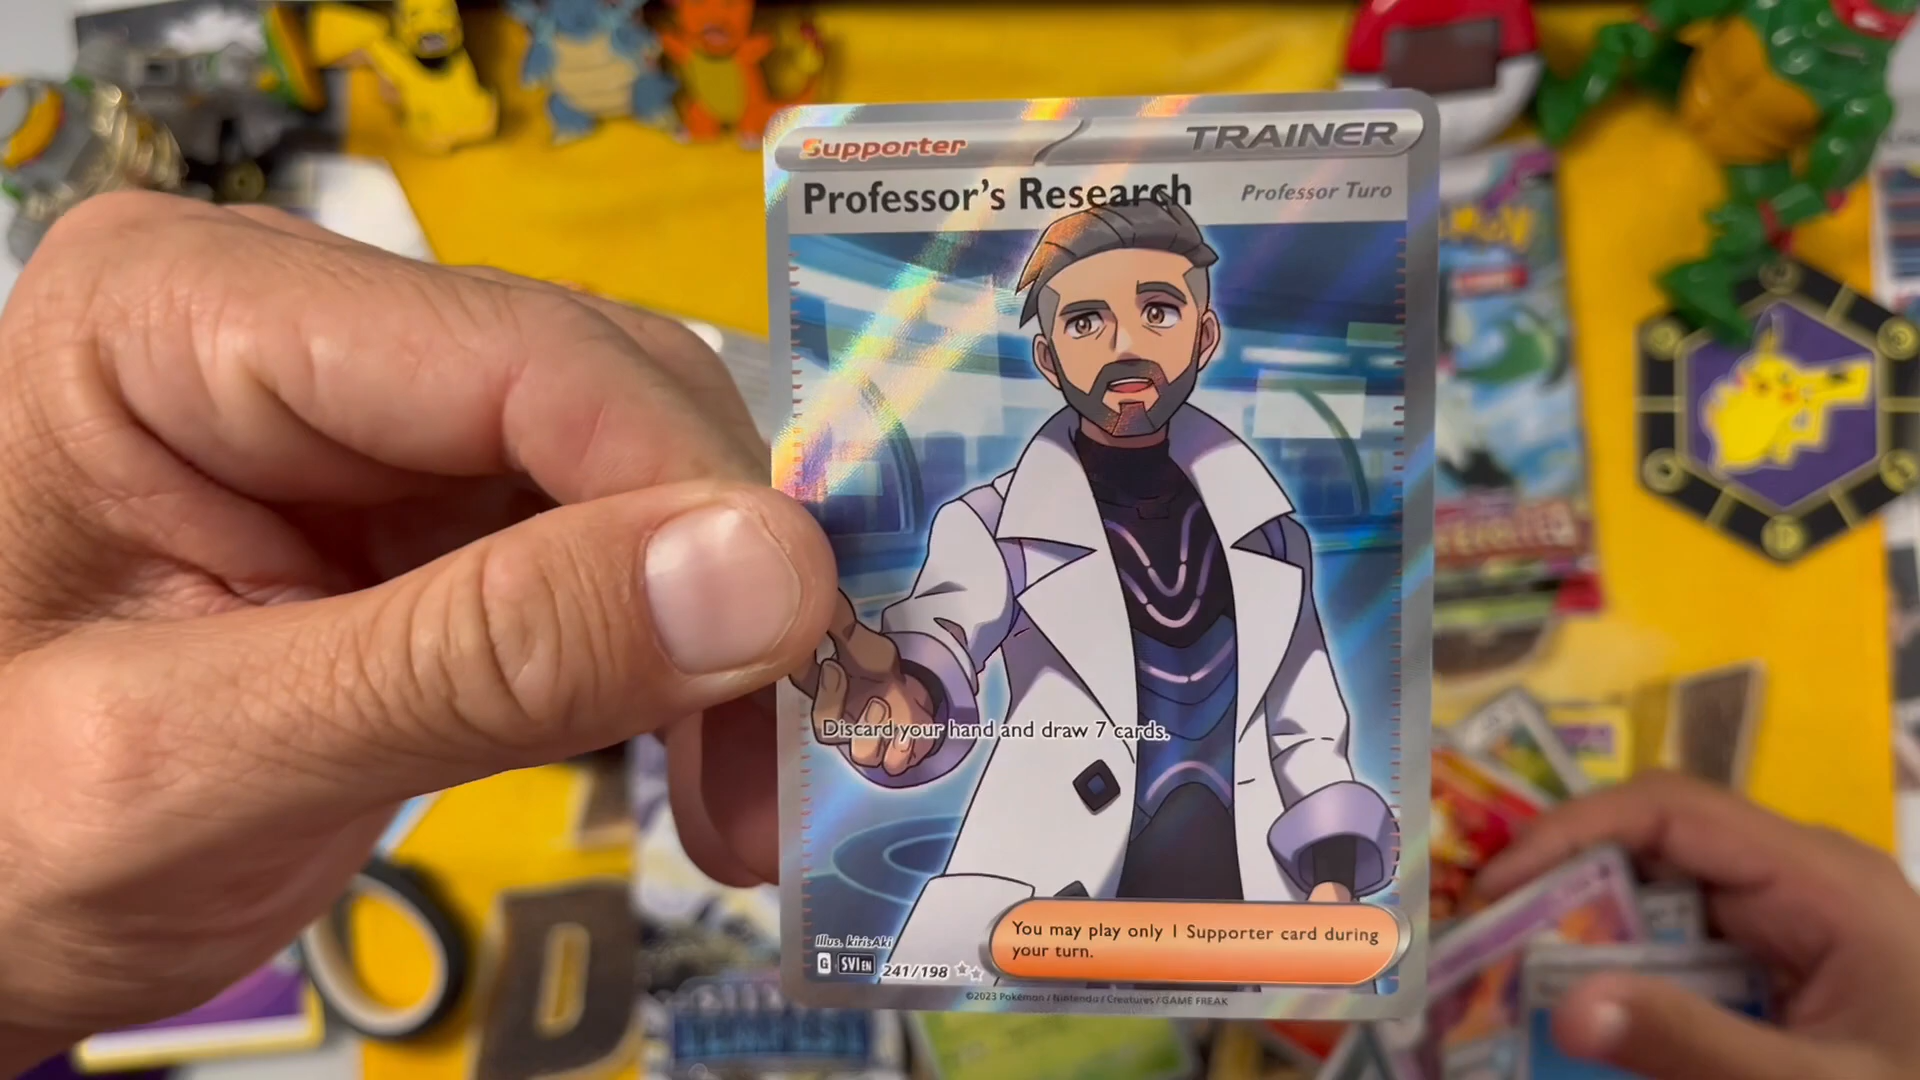 Supporter
TRAINER
Professor's Research
Professor Turo
Discard your hand and draw 7 cards.
You may play only 1 Supporter card during
your turn.
Illus. kirisAki
G SVI EN 241/198
©2023 Pokémon / Nintendo / Creatures / GAME FREAK